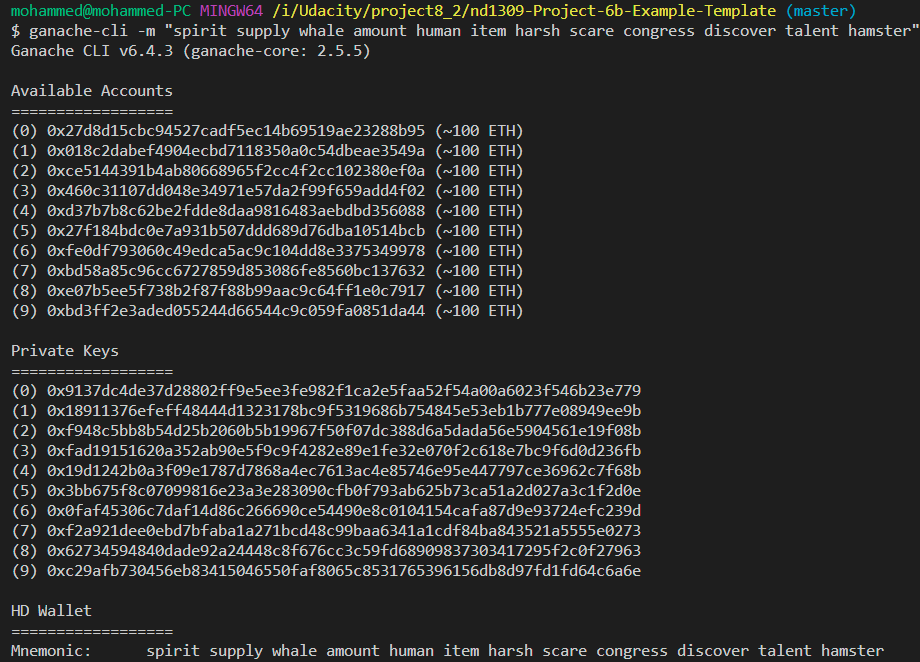 mohammed@mohammed-PC MINGW64 /i/Udacity/project8_2/nd1309-Project-6b-Example-Template (master)
$ ganache-cli -m "spirit supply whale amount human item harsh scare congress discover talent hamster"
Ganache CLI v6.4.3 (ganache-core: 2.5.5)

Available Accounts
==================
(0) 0x27d8d15cbc94527cadf5ec14b69519ae23288b95 (~100 ETH)
(1) 0x018c2dabef4904ecbd7118350a0c54dbeae3549a (~100 ETH)
(2) 0xce5144391b4ab80668965f2cc4f2cc102380ef0a (~100 ETH)
(3) 0x460c31107dd048e34971e57da2f99f659add4f02 (~100 ETH)
(4) 0xd37b7b8c62be2fdde8daa9816483aebdbd356088 (~100 ETH)
(5) 0x27f184bdc0e7a931b507ddd689d76dba10514bcb (~100 ETH)
(6) 0xfe0df793060c49edca5ac9c104dd8e3375349978 (~100 ETH)
(7) 0xbd58a85c96cc6727859d853086fe8560bc137632 (~100 ETH)
(8) 0xe07b5ee5f738b2f87f88b99aac9c64ff1e0c7917 (~100 ETH)
(9) 0xbd3ff2e3aded055244d66544c9c059fa0851da44 (~100 ETH)

Private Keys
==================
(0) 0x9137dc4de37d28802ff9e5ee3fe982f1ca2e5faa52f54a00a6023f546b23e779
(1) 0x18911376efeff48444d1323178bc9f5319686b754845e53eb1b777e08949ee9b
(2) 0xf948c5bb8b54d25b2060b5b19967f50f07dc388d6a5dada56e5904561e19f08b
(3) 0xfad19151620a352ab90e5f9c9f4282e89e1fe32e070f2c618e7bc9f6d0d236fb
(4) 0x19d1242b0a3f09e1787d7868a4ec7613ac4e85746e95e447797ce36962c7f68b
(5) 0x3bb675f8c07099816e23a3e283090cfb0f793ab625b73ca51a2d027a3c1f2d0e
(6) 0x0faf45306c7daf14d86c266690ce54490e8c0104154cafa87d9e93724efc239d
(7) 0xf2a921dee0ebd7bfaba1a271bcd48c99baa6341a1cdf84ba843521a5555e0273
(8) 0x62734594840dade92a24448c8f676cc3c59fd68909837303417295f2c0f27963
(9) 0xc29afb730456eb83415046550faf8065c8531765396156db8d97fd1fd64c6a6e

HD Wallet
==================
Mnemonic:      spirit supply whale amount human item harsh scare congress discover talent hamster